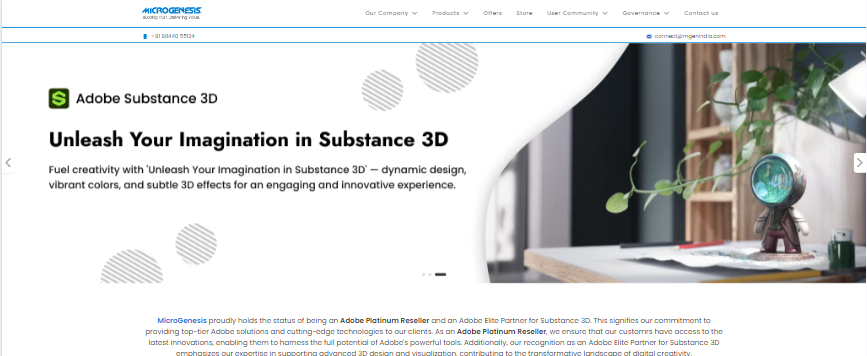 MICROGENESIS
Building Trust. Delivering Value.
Our Company Products Offers Store User Community Governance Contact us
+91 98440 55124 connect@mgenindia.com
Adobe Substance 3D
Unleash Your Imagination in Substance 3D
Fuel creativity with 'Unleash Your Imagination in Substance 3D' — dynamic design,
vibrant colors, and subtle 3D effects for an engaging and innovative experience.
MicroGenesis proudly holds the status of being an Adobe Platinum Reseller and an Adobe Elite Partner for Substance 3D. This signifies our commitment to
providing top-tier Adobe solutions and cutting-edge technologies to our clients. As an Adobe Platinum Reseller, we ensure that our customrs have access to the
latest innovations, enabling them to harness the full potential of Adobe's powerful tools. Additionally, our recognition as an Adobe Elite Partner for Substance 3D
emphasizes our expertise in supporting advanced 3D design and visualization, contributing to the transformative landscape of digital creativity.